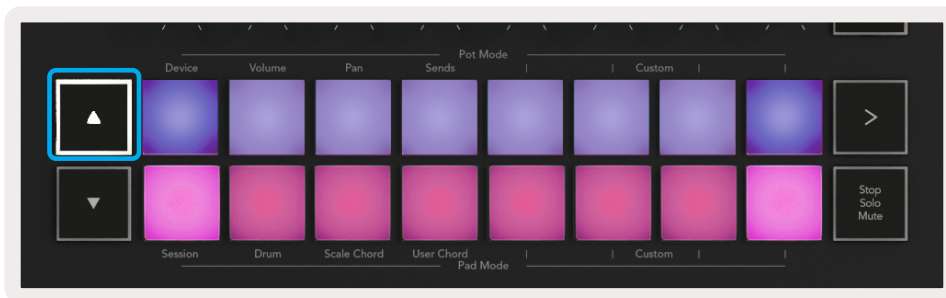 Pot Mode
Device Volume Pan Sends Custom
>
Stop
Solo
Mute
Session Drum Scale Chord User Chord Custom
Pad Mode